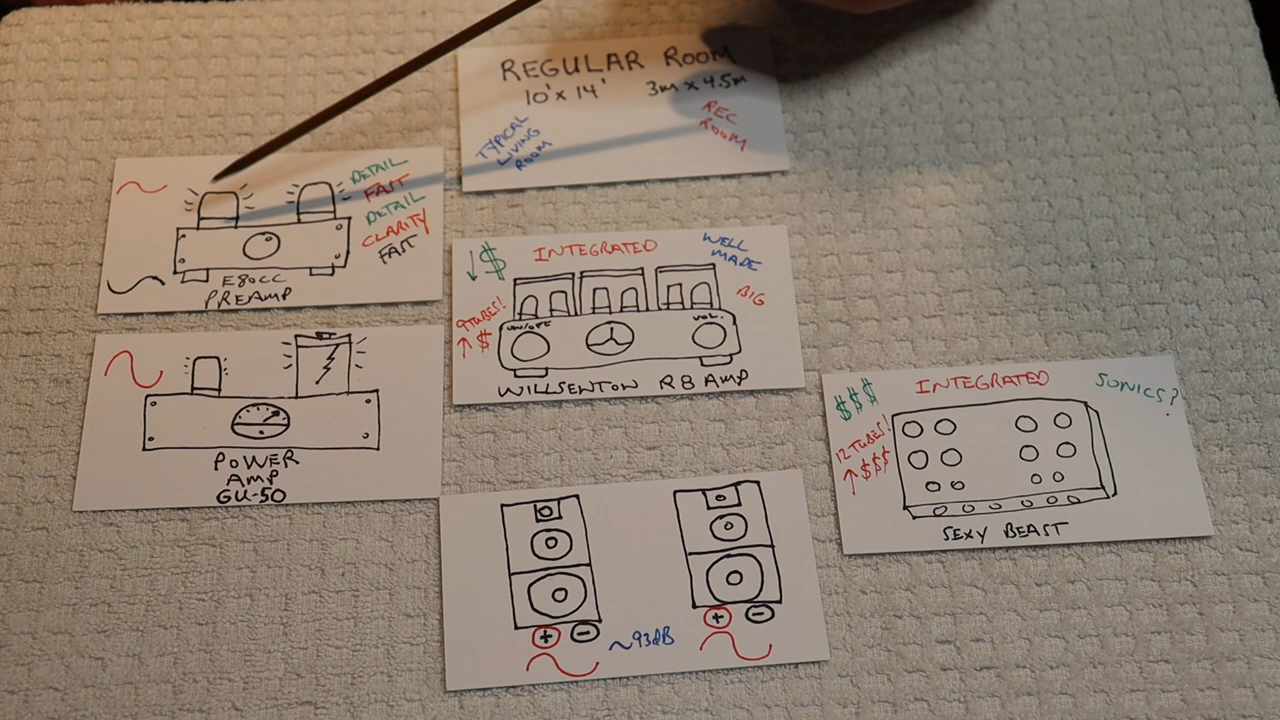 REGULAR ROOM
10' x 14' 3m x 4.5m
TYPICAL
LIVING
ROOM
REC
ROOM
DETAIL
FAST
DETAIL
CLARITY
FAST
E80CC
PREAMP
↓$
INTEGRATED
WELL
MADE
BIG
9 TUBES!
↑ $
ON/OFF
VOL.
WILLSENTON R8 AMP
POWER
AMP
GU-50
$$$
INTEGRATED
SONICS?
12 TUBES!
↑ $$$
SEXY BEAST
+ −
~93dB
+ −